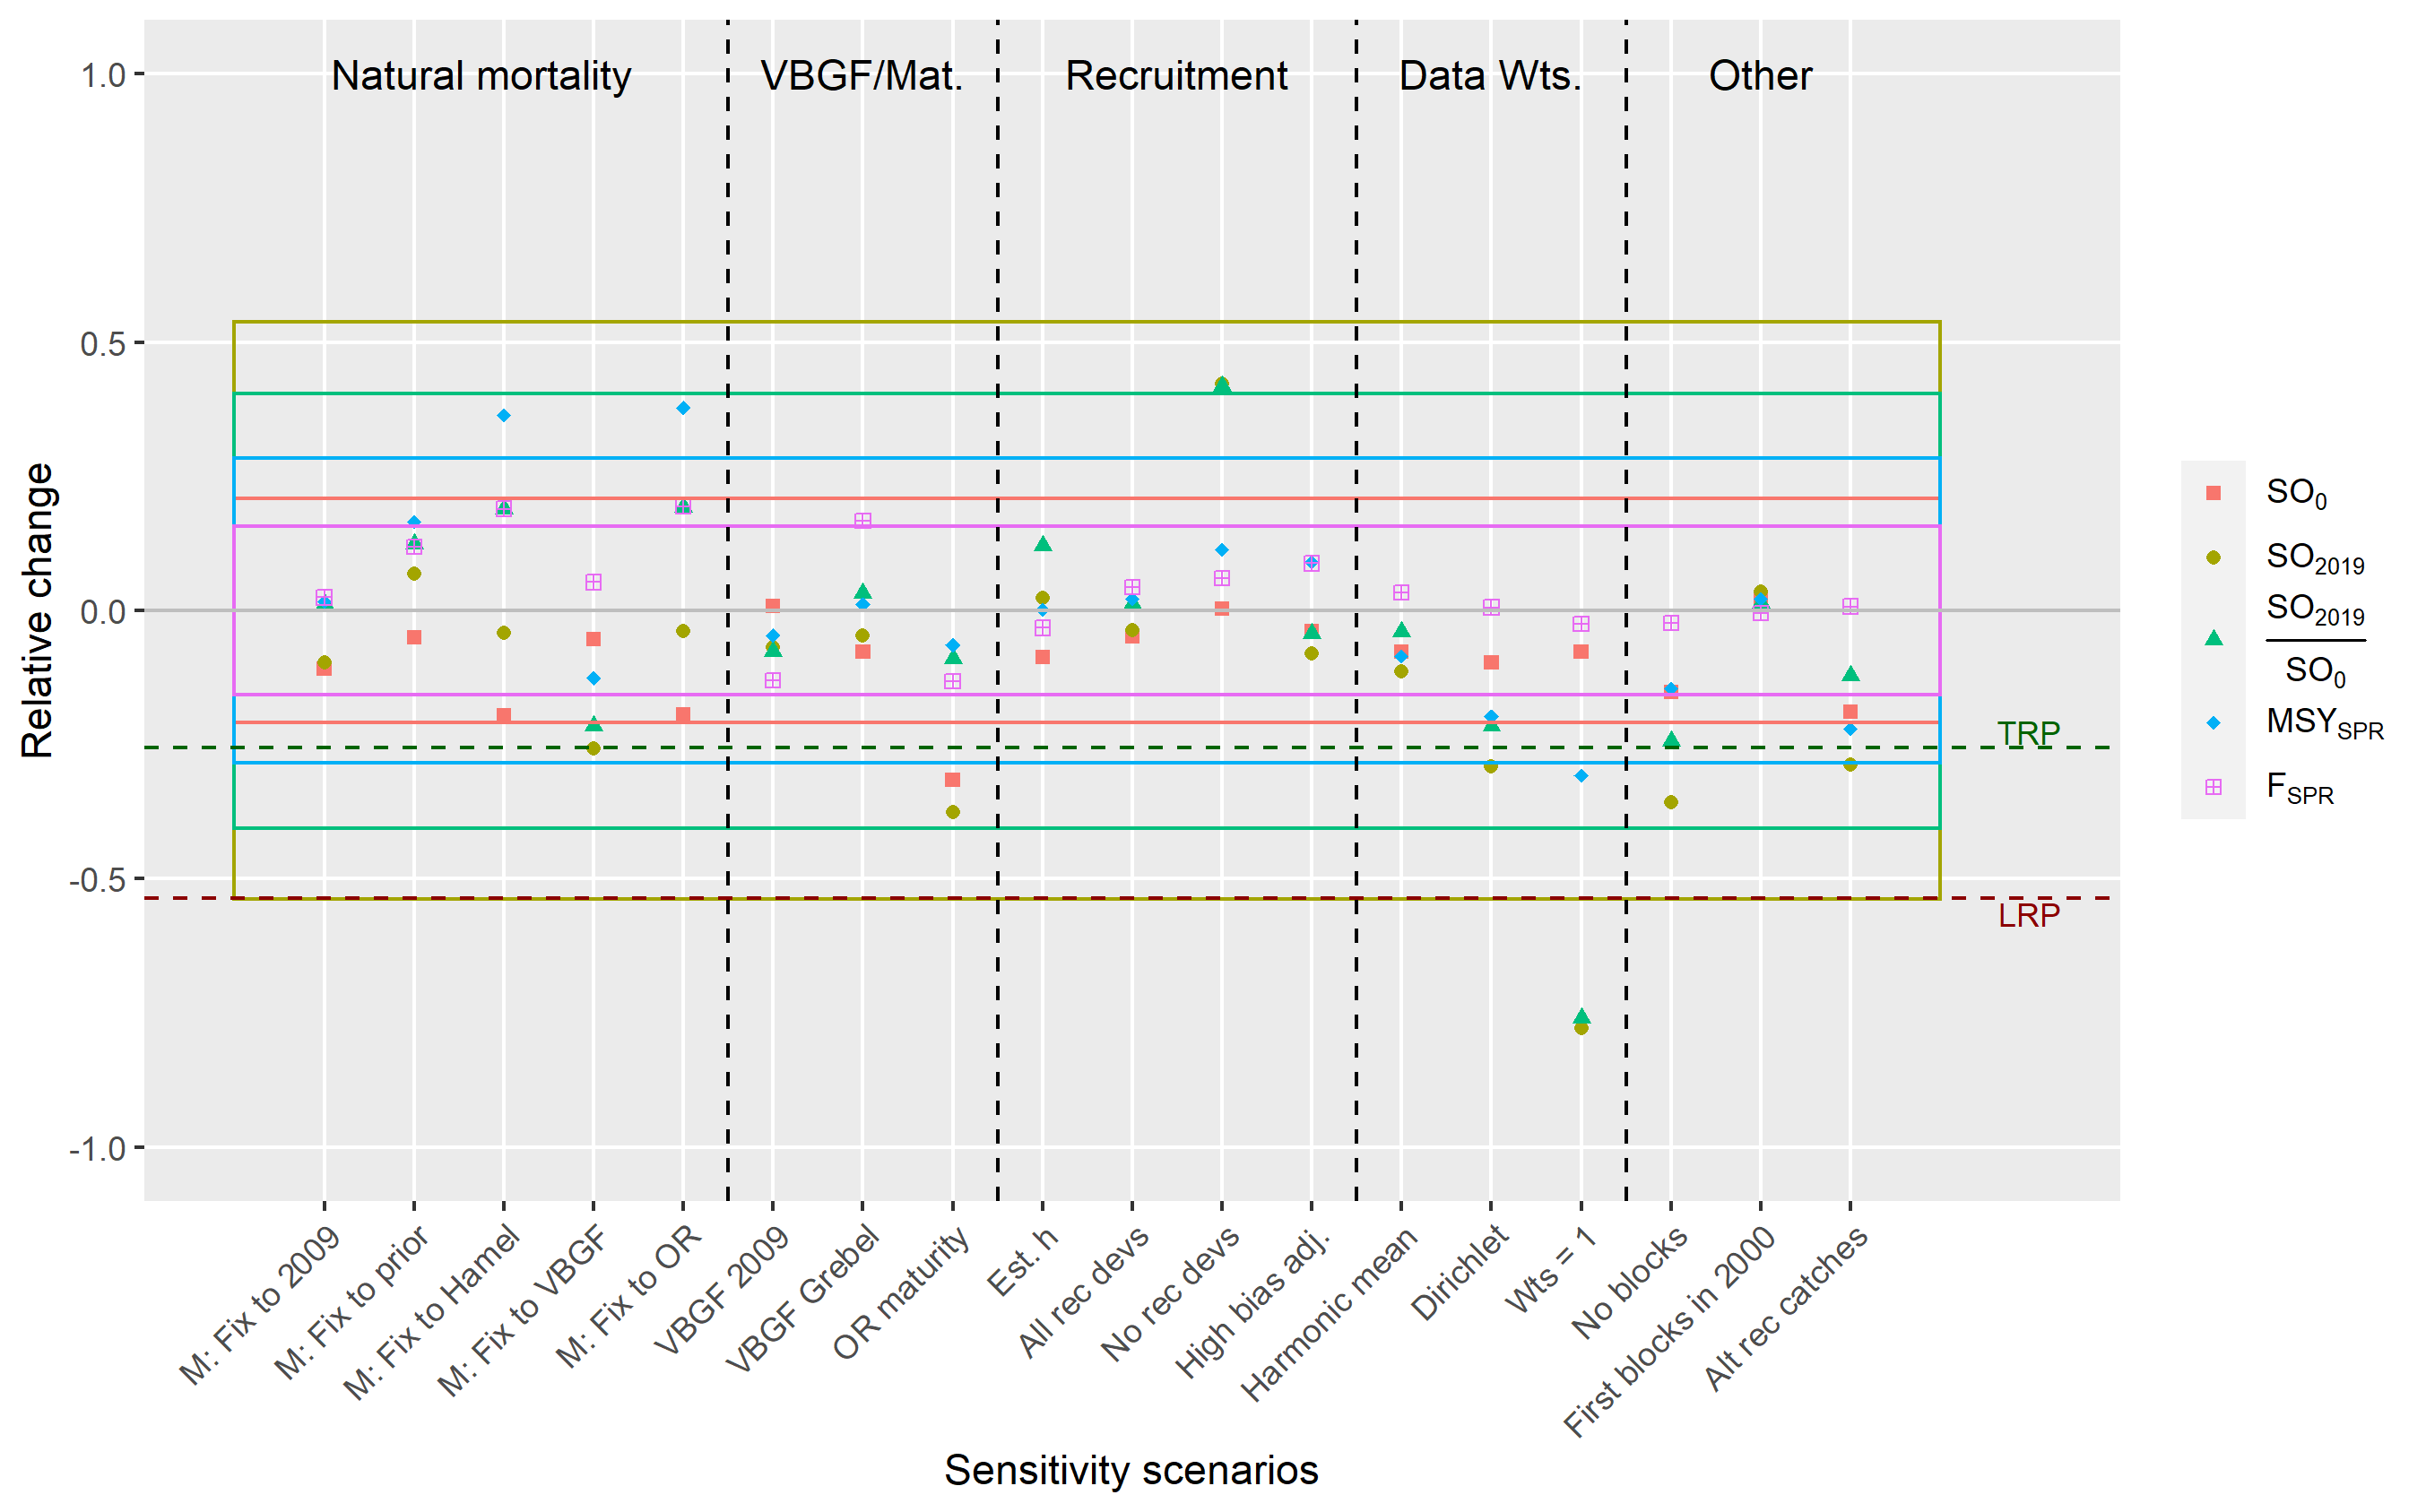 Natural mortality
VBGF/Mat.
Recruitment
Data Wts.
Other
1.0
0.5
0.0
-0.5
-1.0
Relative change
TRP
LRP
M: Fix to 2009
M: Fix to prior
M: Fix to Hamel
M: Fix to VBGF
M: Fix to OR
VBGF 2009
VBGF Grebel
OR maturity
Est. h
All rec devs
No rec devs
High bias adj.
Harmonic mean
Dirichlet
Wts = 1
No blocks
First blocks in 2000
Alt rec catches
Sensitivity scenarios
SO0
SO2019
SO2019
SO0
MSYSPR
FSPR